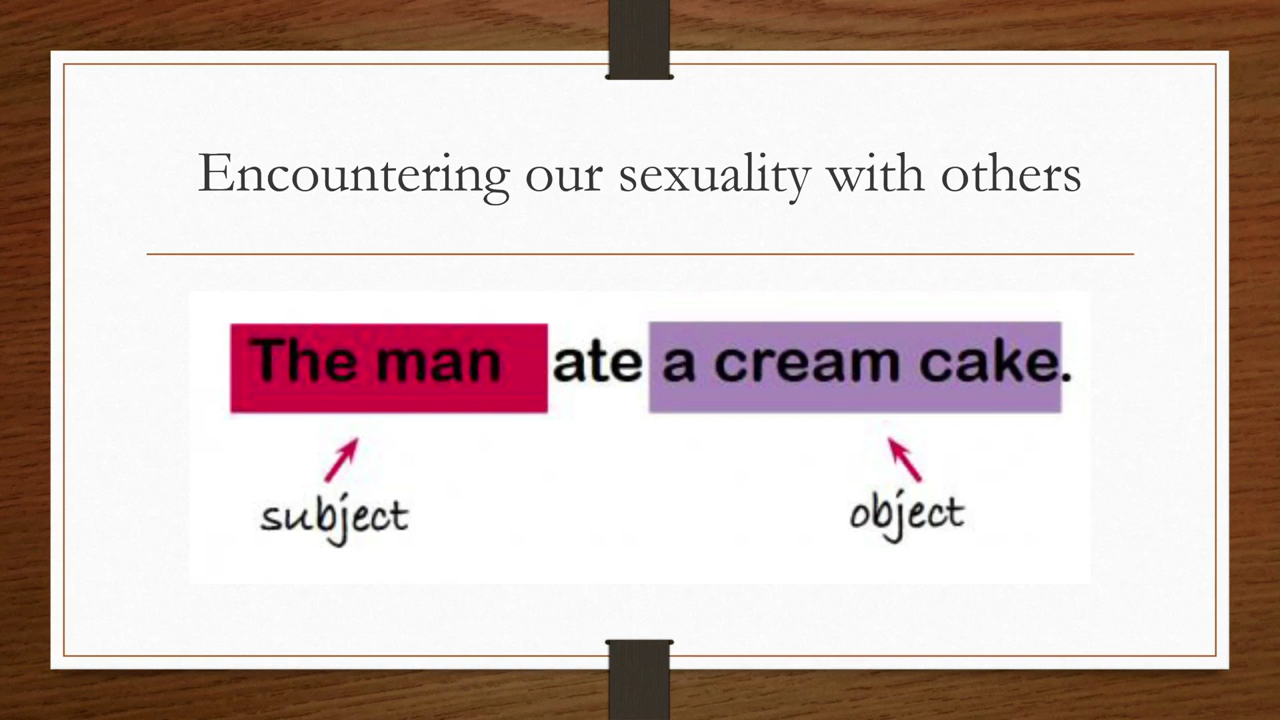 Encountering our sexuality with others
The man ate a cream cake.
subject object